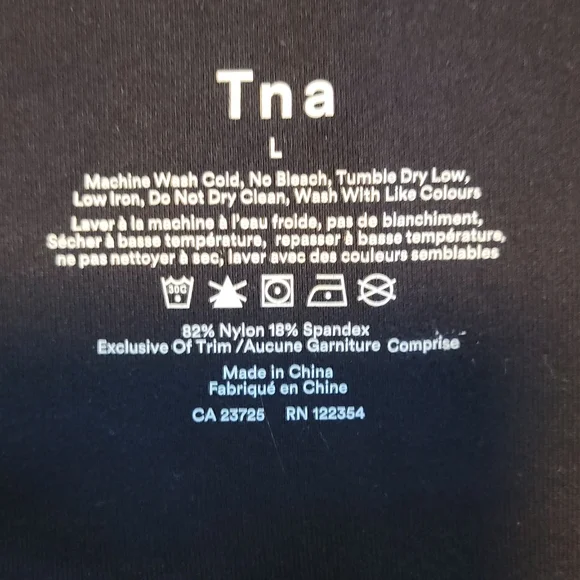 Tna
L
Machine Wash Cold, No Bleach, Tumble Dry Low,
Low Iron, Do Not Dry Clean, Wash With Like Colours
Laver à la machine à l'eau froide, pas de blanchiment,
Sécher à basse température, repasser à basse température,
ne pas nettoyer à sec, laver avec des couleurs semblables
30C
82% Nylon 18% Spandex
Exclusive Of Trim /Aucune Garniture Comprise
Made in China
Fabriqué en Chine
CA 23725 RN 122354